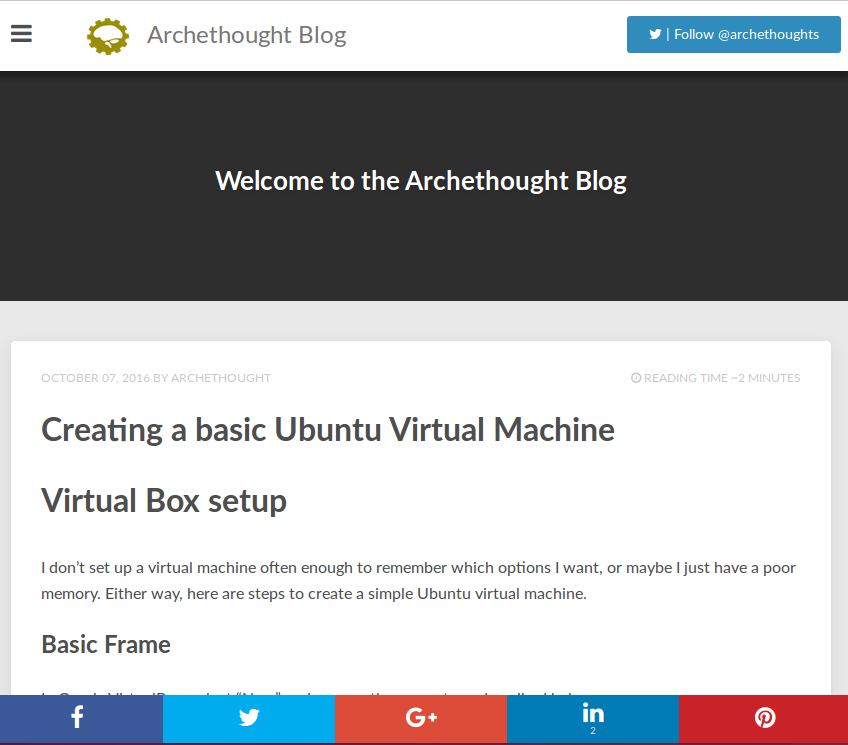 Archethought Blog
| Follow @archethoughts
Welcome to the Archethought Blog
OCTOBER 07, 2016 BY ARCHETHOUGHT
READING TIME ~2 MINUTES
Creating a basic Ubuntu Virtual Machine
Virtual Box setup
I don’t set up a virtual machine often enough to remember which options I want, or maybe I just have a poor
memory. Either way, here are steps to create a simple Ubuntu virtual machine.
Basic Frame
f
G+
in
2